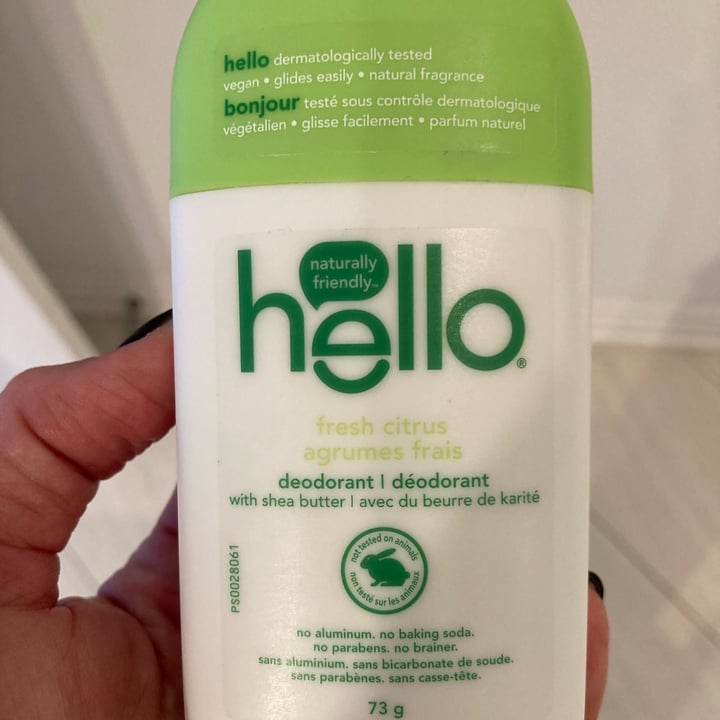 hello dermatologically tested
vegan • glides easily • natural fragrance
bonjour testé sous contrôle dermatologique
végétalien • glisse facilement • parfum naturel
naturally
friendly™
hello®
fresh citrus
agrumes frais
deodorant | déodorant
with shea butter | avec du beurre de karité
not tested on animals
non testé sur les animaux
PS0028061
no aluminum. no baking soda.
no parabens. no brainer.
sans aluminium. sans bicarbonate de soude.
sans parabènes. sans casse-tête.
73 g